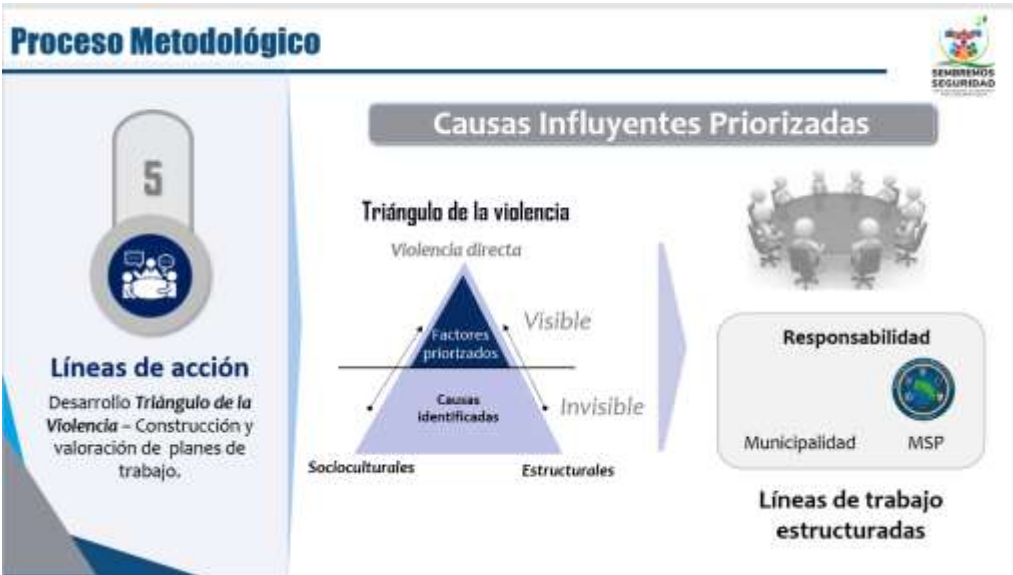 Proceso Metodológico
SEMBREMOS
SEGURIDAD
Causas Influyentes Priorizadas
5
Líneas de acción
Desarrollo Triángulo de la
Violencia – Construcción y
valoración de planes de
trabajo.
Triángulo de la violencia
Violencia directa
Visible
Factores
priorizados
Causas
identificadas
Invisible
Socioculturales
Estructurales
Responsabilidad
Municipalidad
MSP
Líneas de trabajo
estructuradas